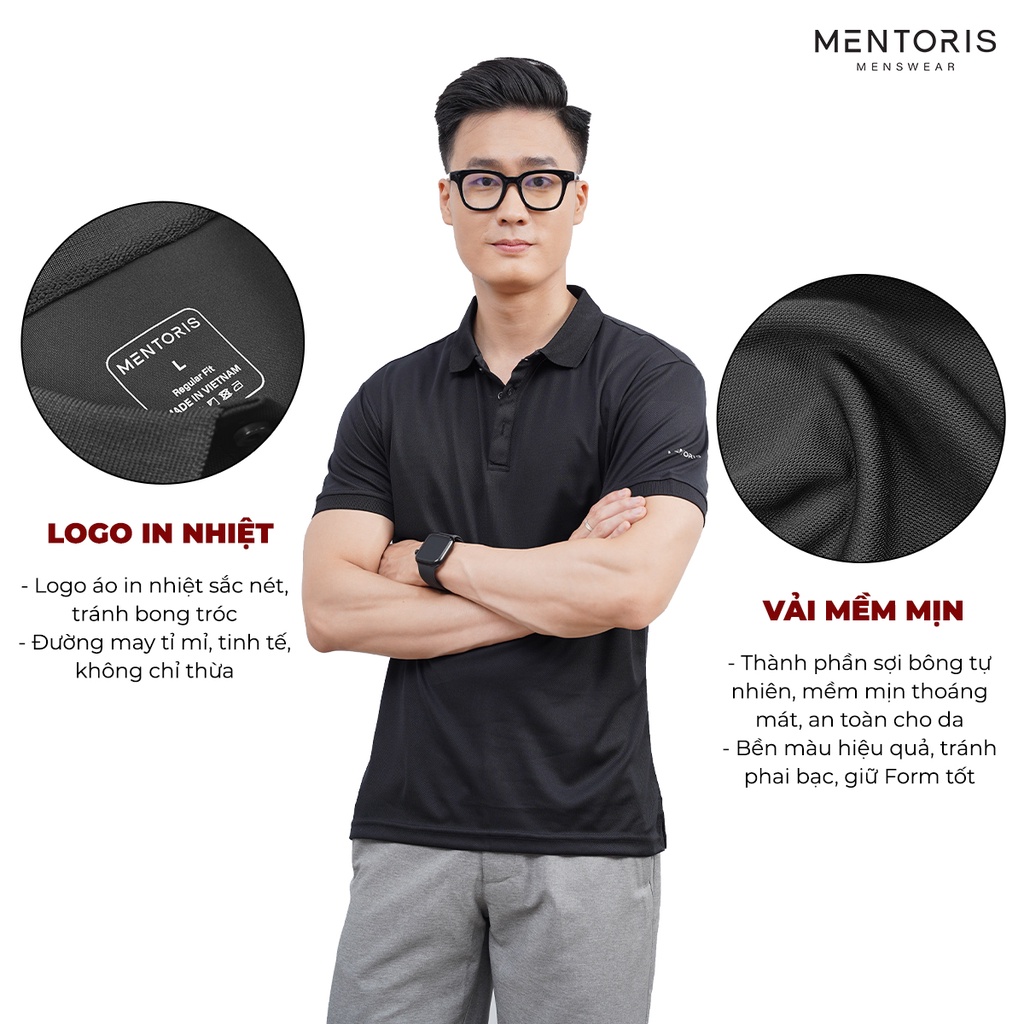 MENTORIS
MENSWEAR
MENTORIS
L
Regular Fit
MADE IN VIETNAM
LOGO IN NHIỆT
- Logo áo in nhiệt sắc nét,
tránh bong tróc
- Đường may tỉ mỉ, tinh tế,
không chỉ thừa
VẢI MỀM MỊN
- Thành phần sợi bông tự
nhiên, mềm mịn thoáng
mát, an toàn cho da
- Bền màu hiệu quả, tránh
phai bạc, giữ Form tốt